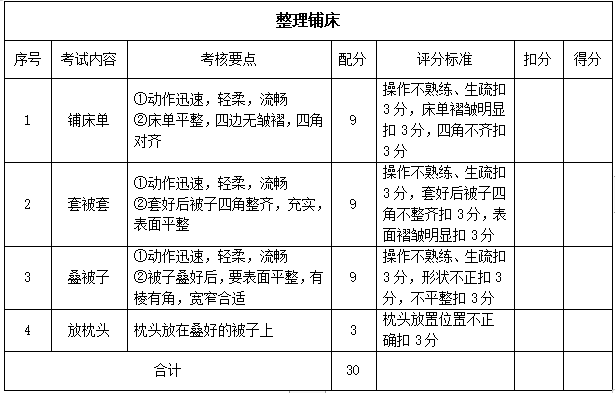 整理铺床
序号 考试内容 考核要点 配分 评分标准 扣分 得分
1 铺床单 ①动作迅速，轻柔，流畅
②床单平整，四边无皱褶，四角
对齐 9 操作不熟练、生疏扣
3分，床单褶皱明显
扣3分，四角不齐扣
3分
2 套被套 ①动作迅速，轻柔，流畅
②套好后被子四角整齐，充实，
表面平整 9 操作不熟练、生疏扣
3分，套好后被子四
角不整齐扣3分，表
面褶皱明显扣3分
3 叠被子 ①动作迅速，轻柔，流畅
②被子叠好后，要表面平整，有
棱有角，宽窄合适 9 操作不熟练、生疏扣
3分，形状不正扣3
分，不平整扣3分
4 放枕头 枕头放在叠好的被子上 3 枕头放置位置不正
确扣3分
合计 30